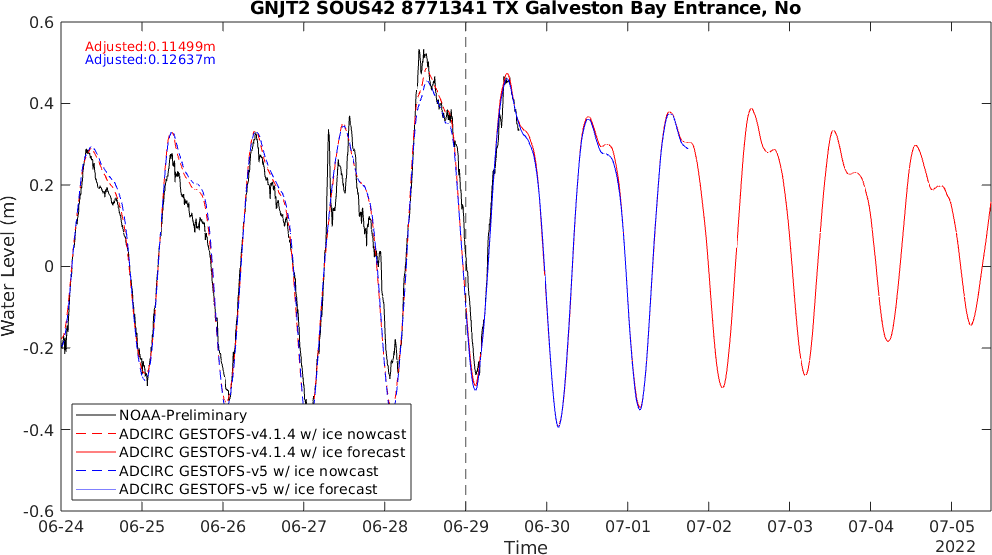 GNJT2 SOUS42 8771341 TX Galveston Bay Entrance, No
Adjusted:0.11499m
Adjusted:0.12637m
Water Level (m)
0.6
0.4
0.2
0
-0.2
-0.4
-0.6
NOAA-Preliminary
ADCIRC GESTOFS-v4.1.4 w/ ice nowcast
ADCIRC GESTOFS-v4.1.4 w/ ice forecast
ADCIRC GESTOFS-v5 w/ ice nowcast
ADCIRC GESTOFS-v5 w/ ice forecast
06-24 06-25 06-26 06-27 06-28 06-29 06-30 07-01 07-02 07-03 07-04 07-05
Time
2022